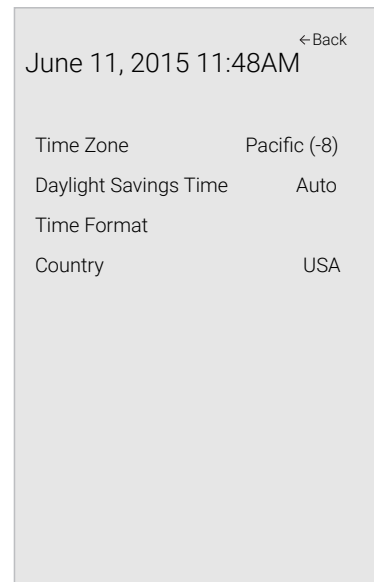 ←Back
June 11, 2015 11:48AM
Time Zone Pacific (-8)
Daylight Savings Time Auto
Time Format
Country USA